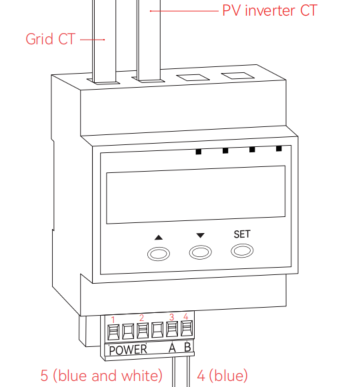 PV inverter CT
Grid CT
▲ ▼ SET
1 2 3 4
POWER A B
5 (blue and white) 4 (blue)